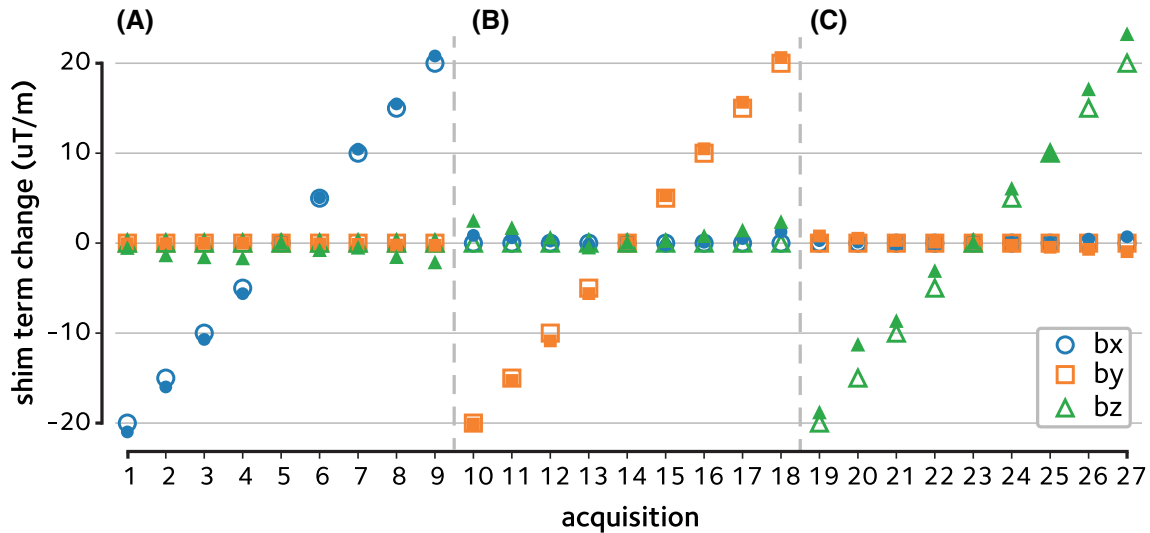 (A) (B) (C)
shim term change (uT/m)
20
10
0
-10
-20
bx
by
bz
1 2 3 4 5 6 7 8 9 10 11 12 13 14 15 16 17 18 19 20 21 22 23 24 25 26 27
acquisition